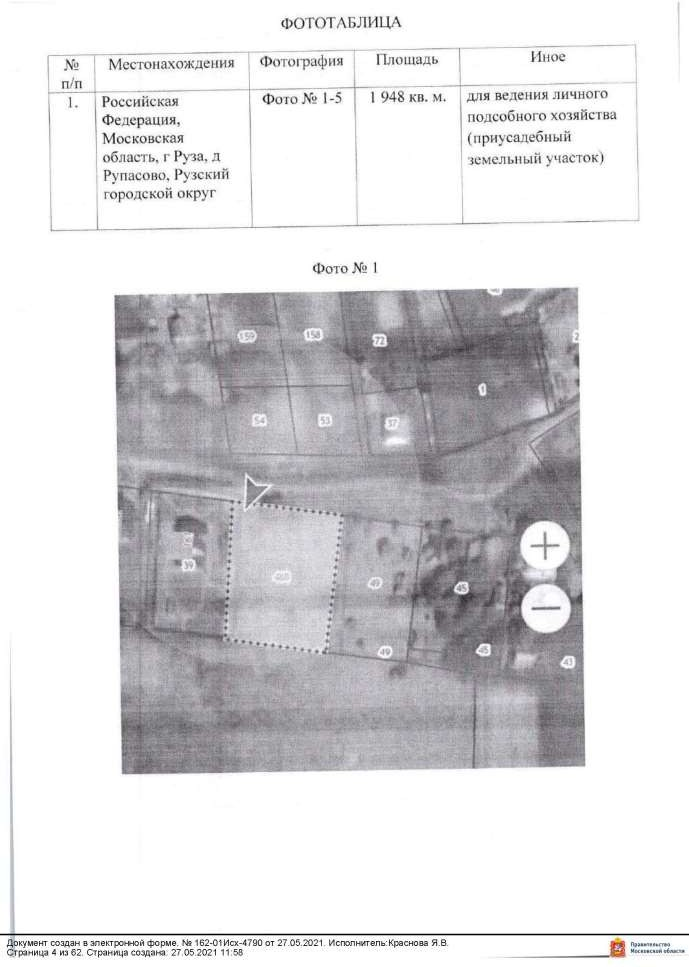 ФОТОТАБЛИЦА
№ п/п
Местонахождения
Фотография
Площадь
Иное
1.
Российская
Федерация,
Московская
область, г Руза, д
Рупасово, Рузский
городской округ
Фото № 1-5
1 948 кв. м.
для ведения личного
подсобного хозяйства
(приусадебный
земельный участок)
Фото № 1
159
158
72
1
54
53
37
39
49
45
49
45
43
Документ создан в электронной форме. № 162-01Исх-4790 от 27.05.2021. Исполнитель:Краснова Я.В.
Страница 4 из 62. Страница создана: 27.05.2021 11:58
Правительство
Московской области